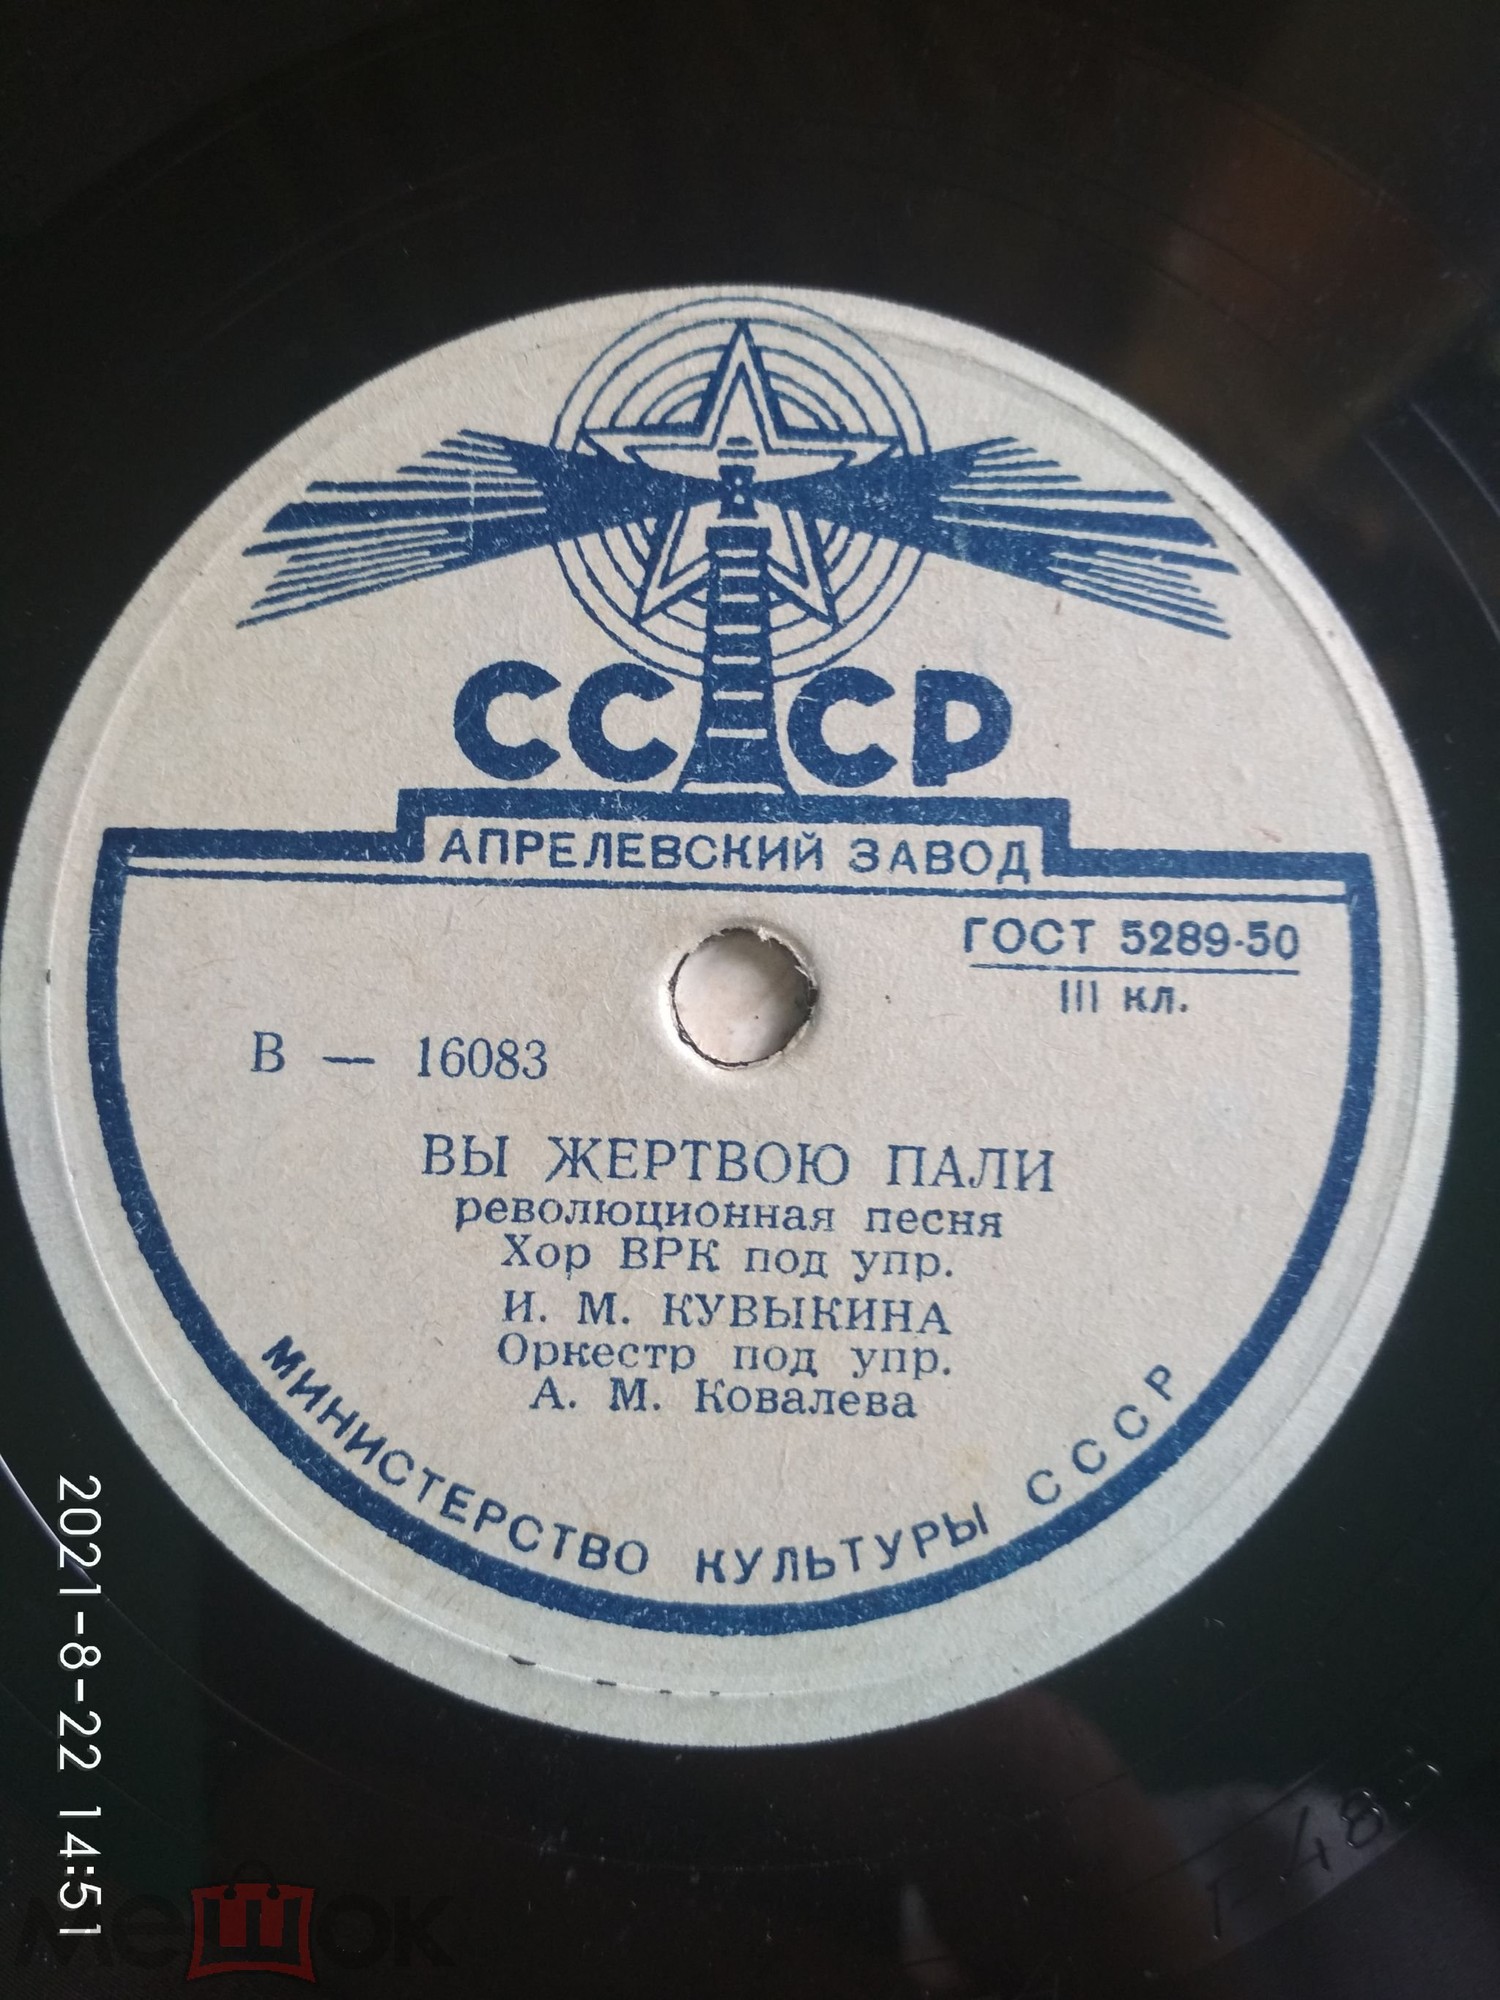 СССР
АПРЕЛЕВСКИЙ ЗАВОД
ГОСТ 5289-50
III кл.
В — 16083
ВЫ ЖЕРТВОЮ ПАЛИ
революционная песня
Хор ВРК под упр.
И. М. КУВЫКИНА
Оркестр под упр.
А. М. Ковалева
МИНИСТЕРСТВО КУЛЬТУРЫ СССР
2021-8-22 14:51
мешок